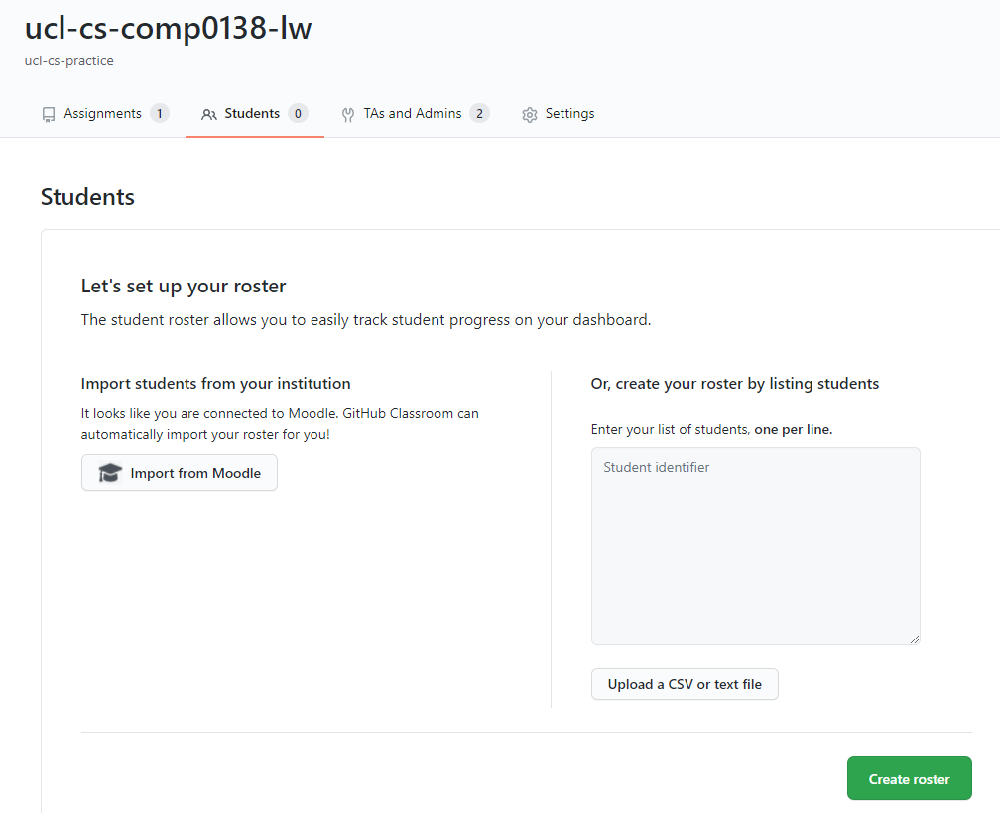 ucl-cs-comp0138-lw
ucl-cs-practice
Assignments 1 Students 0 TAs and Admins 2 Settings
Students
Let's set up your roster
The student roster allows you to easily track student progress on your dashboard.
Import students from your institution
It looks like you are connected to Moodle. GitHub Classroom can
automatically import your roster for you!
Import from Moodle
Or, create your roster by listing students
Enter your list of students, one per line.
Student identifier
Upload a CSV or text file
Create roster